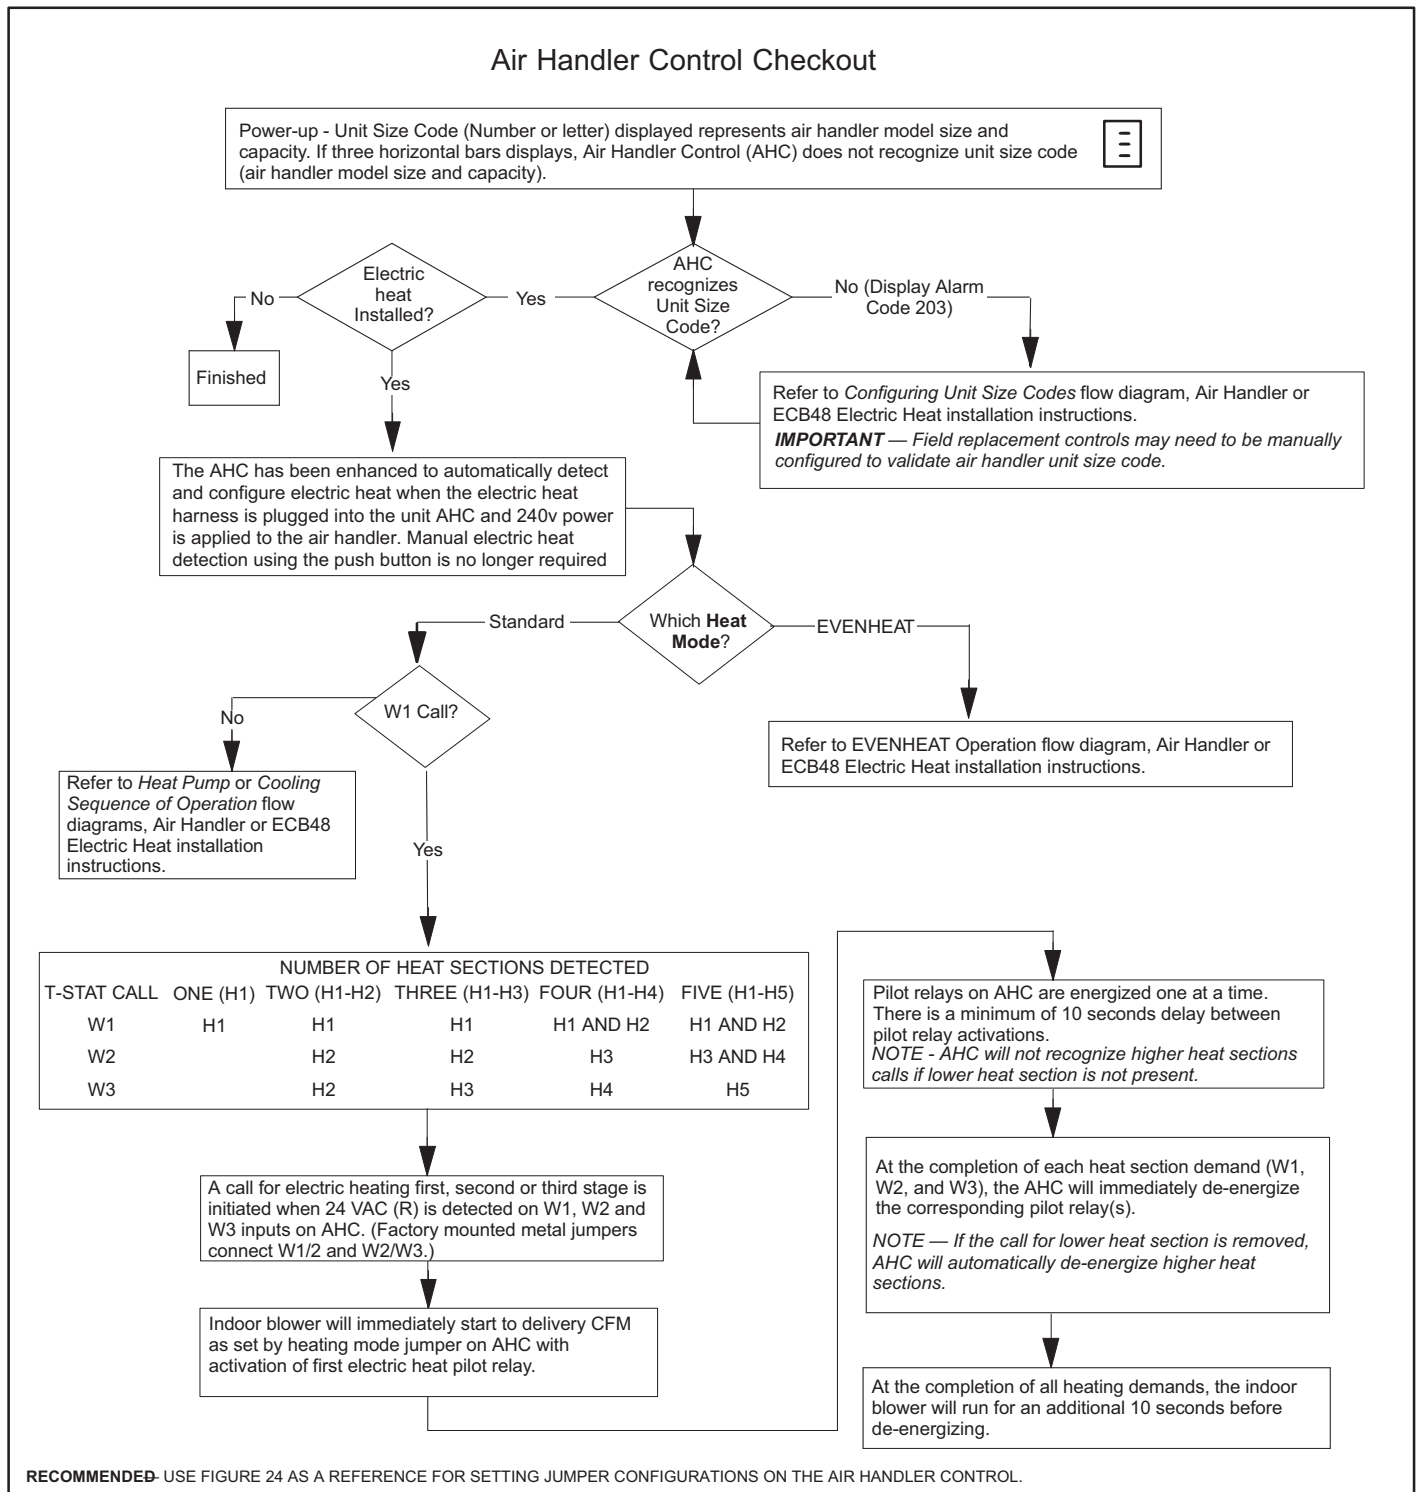 Air Handler Control Checkout
Power-up - Unit Size Code (Number or letter) displayed represents air handler model size and
capacity. If three horizontal bars displays, Air Handler Control (AHC) does not recognize unit size code
(air handler model size and capacity).
AHC
recognizes
Unit Size
Code?
No (Display Alarm
Code 203)
Yes
Electric
heat
Installed?
No
Finished
Yes
Refer to Configuring Unit Size Codes flow diagram, Air Handler or
ECB48 Electric Heat installation instructions.
IMPORTANT — Field replacement controls may need to be manually
configured to validate air handler unit size code.
The AHC has been enhanced to automatically detect
and configure electric heat when the electric heat
harness is plugged into the unit AHC and 240v power
is applied to the air handler. Manual electric heat
detection using the push button is no longer required
Which Heat
Mode?
Standard
EVENHEAT
W1 Call?
No
Refer to EVENHEAT Operation flow diagram, Air Handler or
ECB48 Electric Heat installation instructions.
Refer to Heat Pump or Cooling
Sequence of Operation flow
diagrams, Air Handler or ECB48
Electric Heat installation
instructions.
Yes
NUMBER OF HEAT SECTIONS DETECTED
T-STAT CALL ONE (H1) TWO (H1-H2) THREE (H1-H3) FOUR (H1-H4) FIVE (H1-H5)
W1 H1 H1 H1 H1 AND H2 H1 AND H2
W2 H2 H2 H3 H3 AND H4
W3 H2 H3 H4 H5
A call for electric heating first, second or third stage is
initiated when 24 VAC (R) is detected on W1, W2 and
W3 inputs on AHC. (Factory mounted metal jumpers
connect W1/2 and W2/W3.)
Indoor blower will immediately start to delivery CFM
as set by heating mode jumper on AHC with
activation of first electric heat pilot relay.
Pilot relays on AHC are energized one at a time.
There is a minimum of 10 seconds delay between
pilot relay activations.
NOTE - AHC will not recognize higher heat sections
calls if lower heat section is not present.
At the completion of each heat section demand (W1,
W2, and W3), the AHC will immediately de-energize
the corresponding pilot relay(s).
NOTE — If the call for lower heat section is removed,
AHC will automatically de-energize higher heat
sections.
At the completion of all heating demands, the indoor
blower will run for an additional 10 seconds before
de-energizing.
RECOMMENDED- USE FIGURE 24 AS A REFERENCE FOR SETTING JUMPER CONFIGURATIONS ON THE AIR HANDLER CONTROL.